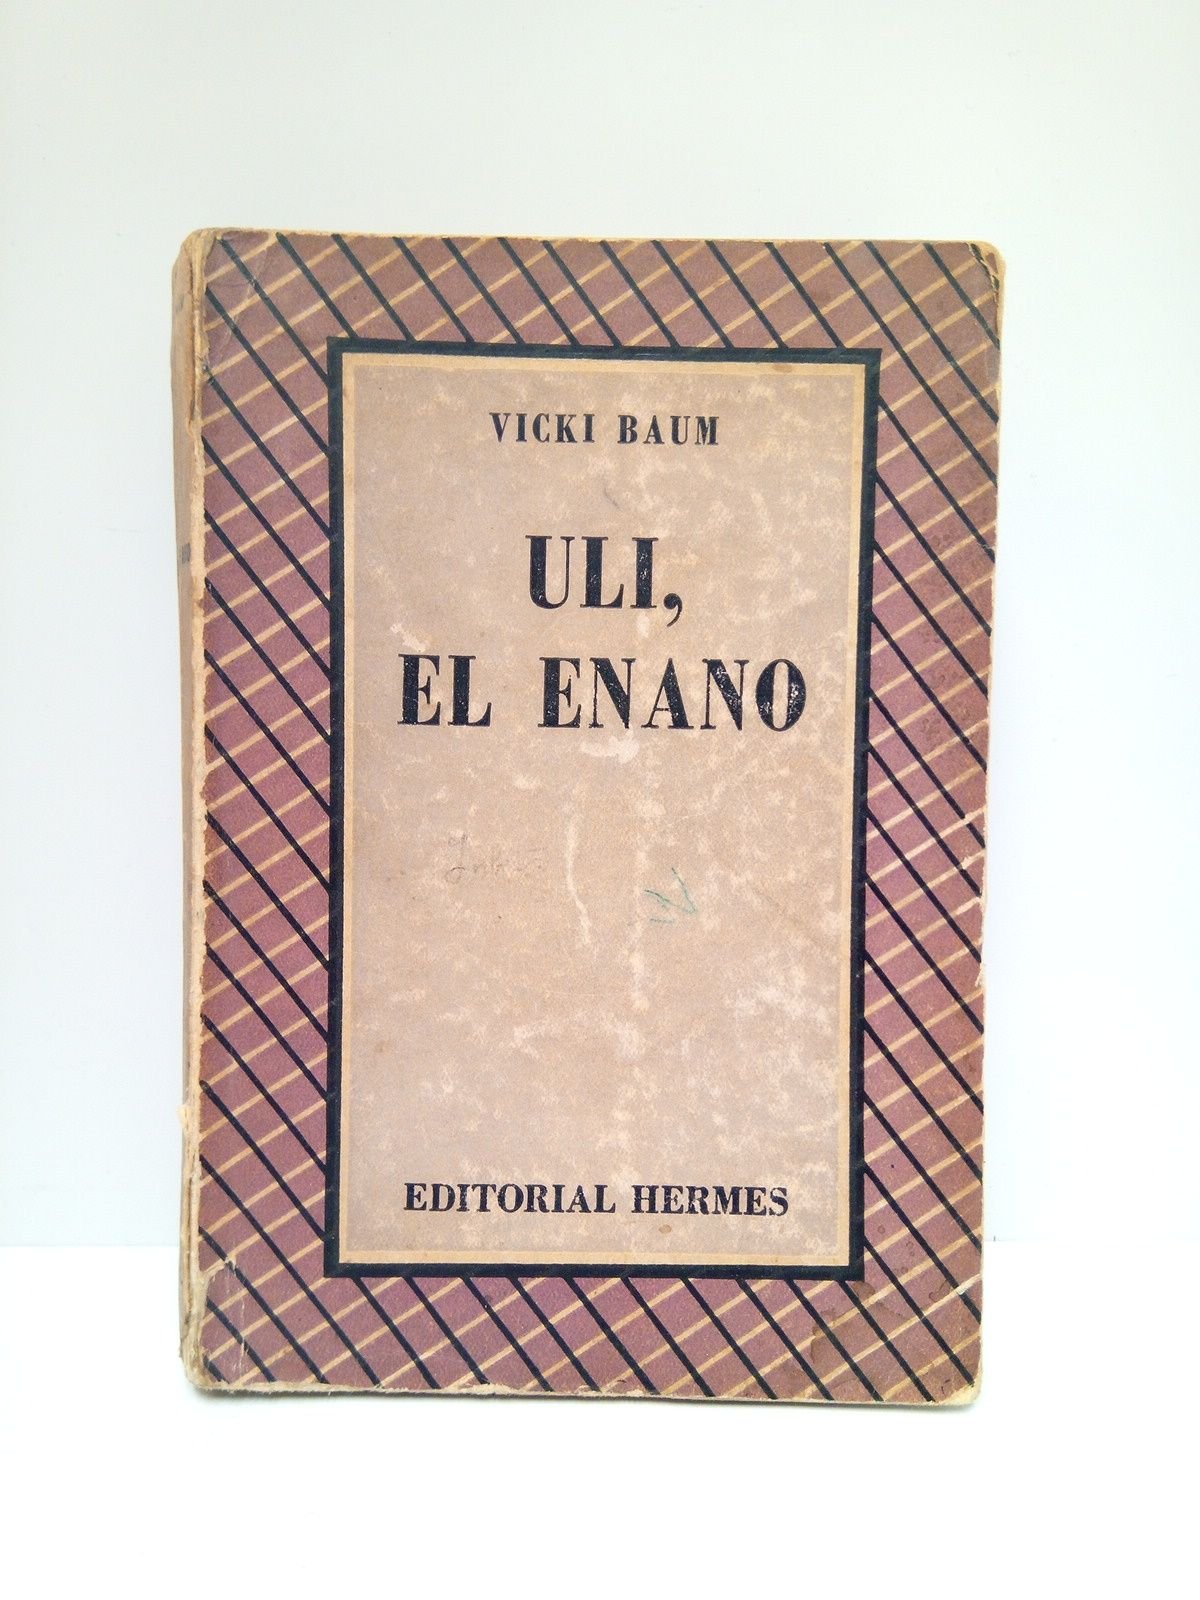 VICKI BAUM
ULI,
EL ENANO
EDITORIAL HERMES